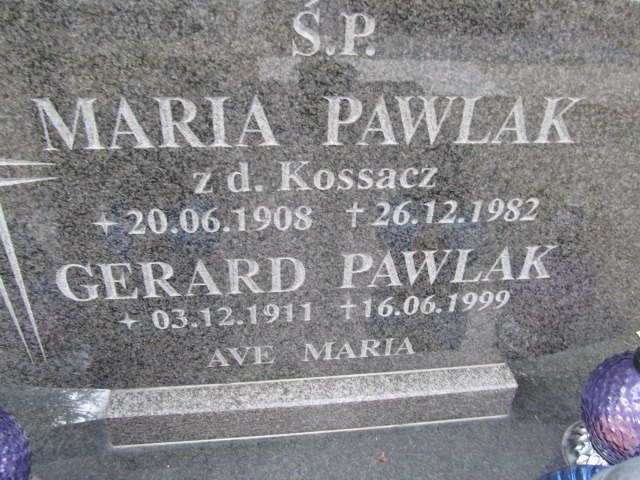 Ś.P.
MARIA PAWLAK
z d. Kossacz
+20.06.1908 †26.12.1982
GERARD PAWLAK
+03.12.1911 †16.06.1999
AVE MARIA